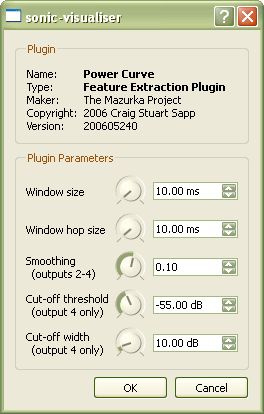 sonic-visualiser
Plugin
Name: Power Curve
Type: Feature Extraction Plugin
Maker: The Mazurka Project
Copyright: 2006 Craig Stuart Sapp
Version: 200605240
Plugin Parameters
Window size 10.00 ms
Window hop size 10.00 ms
Smoothing
(outputs 2-4) 0.10
Cut-off threshold
(output 4 only) -55.00 dB
Cut-off width
(output 4 only) 10.00 dB
OK Cancel